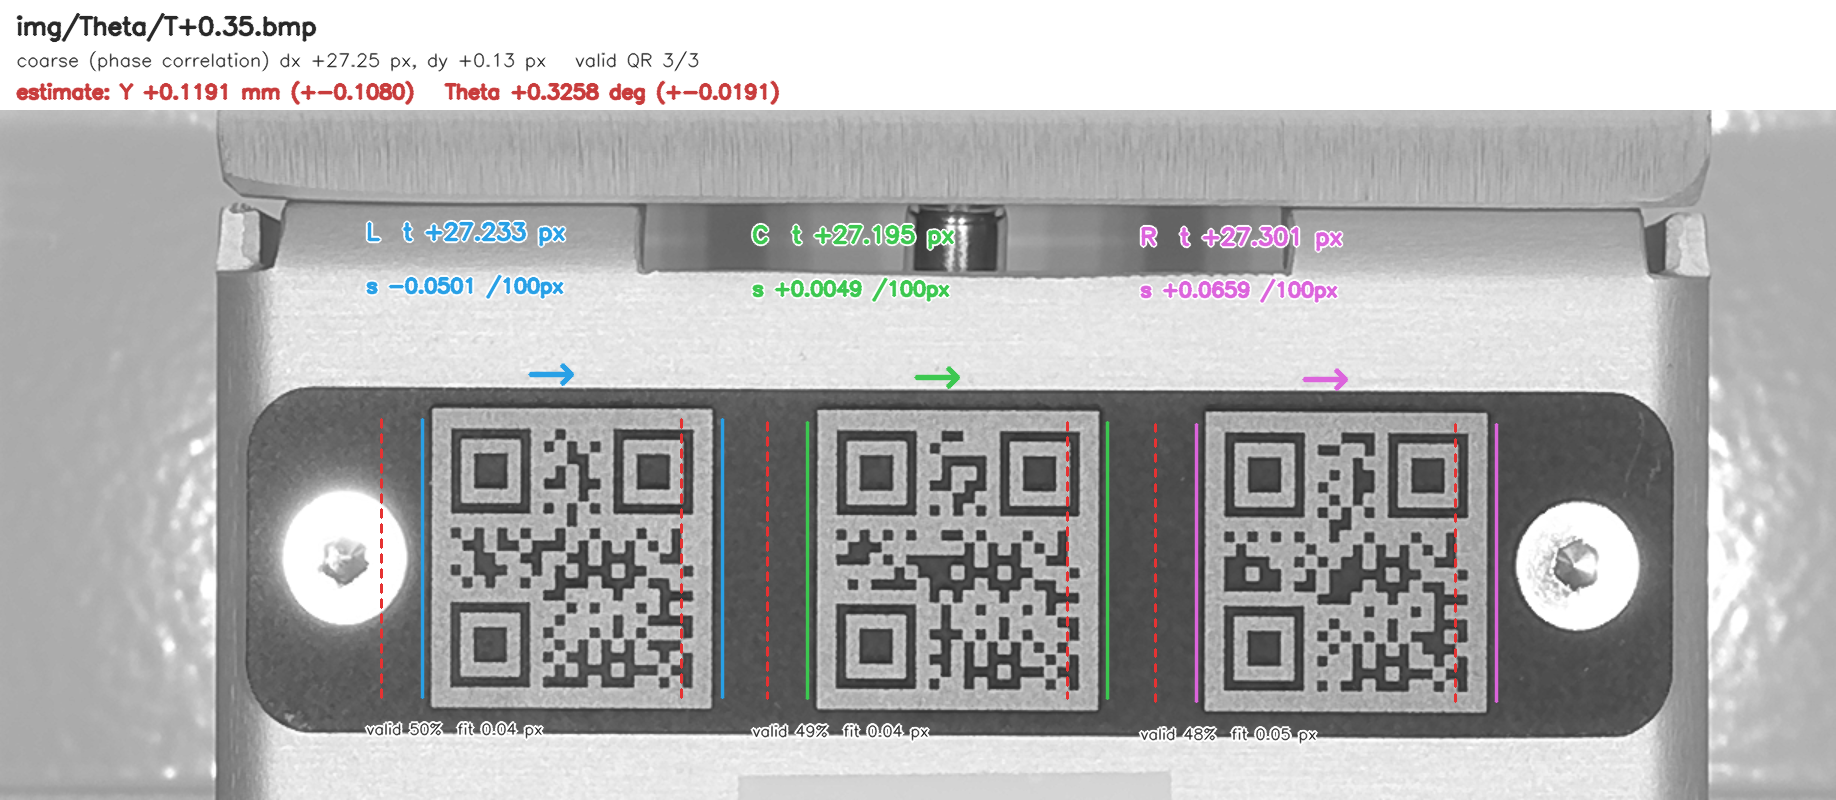 img/Theta/T+0.35.bmp
coarse (phase correlation) dx +27.25 px, dy +0.13 px valid QR 3/3
estimate: Y +0.1191 mm (+-0.1080) Theta +0.3258 deg (+-0.0191)
L t +27.233 px
s -0.0501 /100px
C t +27.195 px
s +0.0049 /100px
R t +27.301 px
s +0.0659 /100px
valid 50% fit 0.04 px
valid 49% fit 0.04 px
valid 48% fit 0.05 px